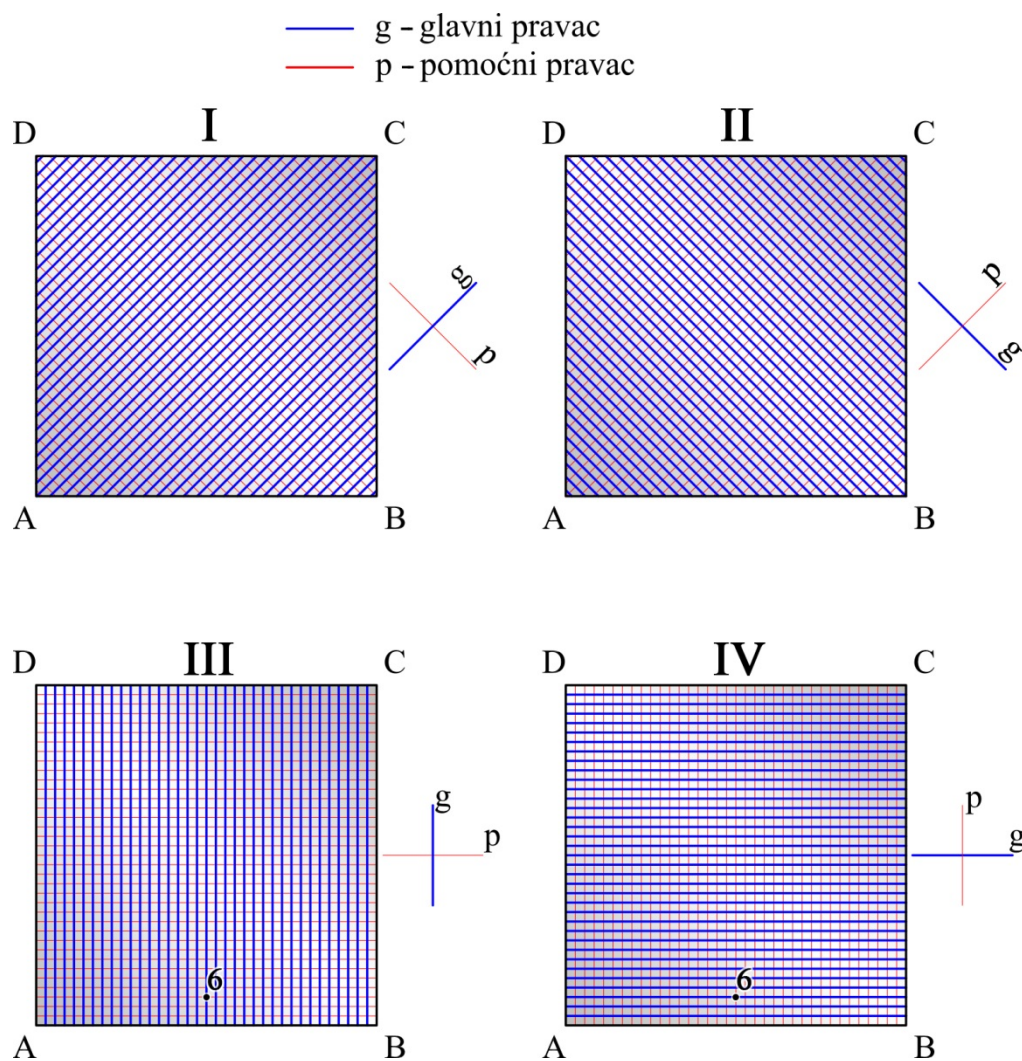 g – glavni pravac
p – pomoćni pravac
D I C
D II C
g
p
p
g
A B
A B
D III C
D IV C
g
p
p
g
6
6
A B
A B